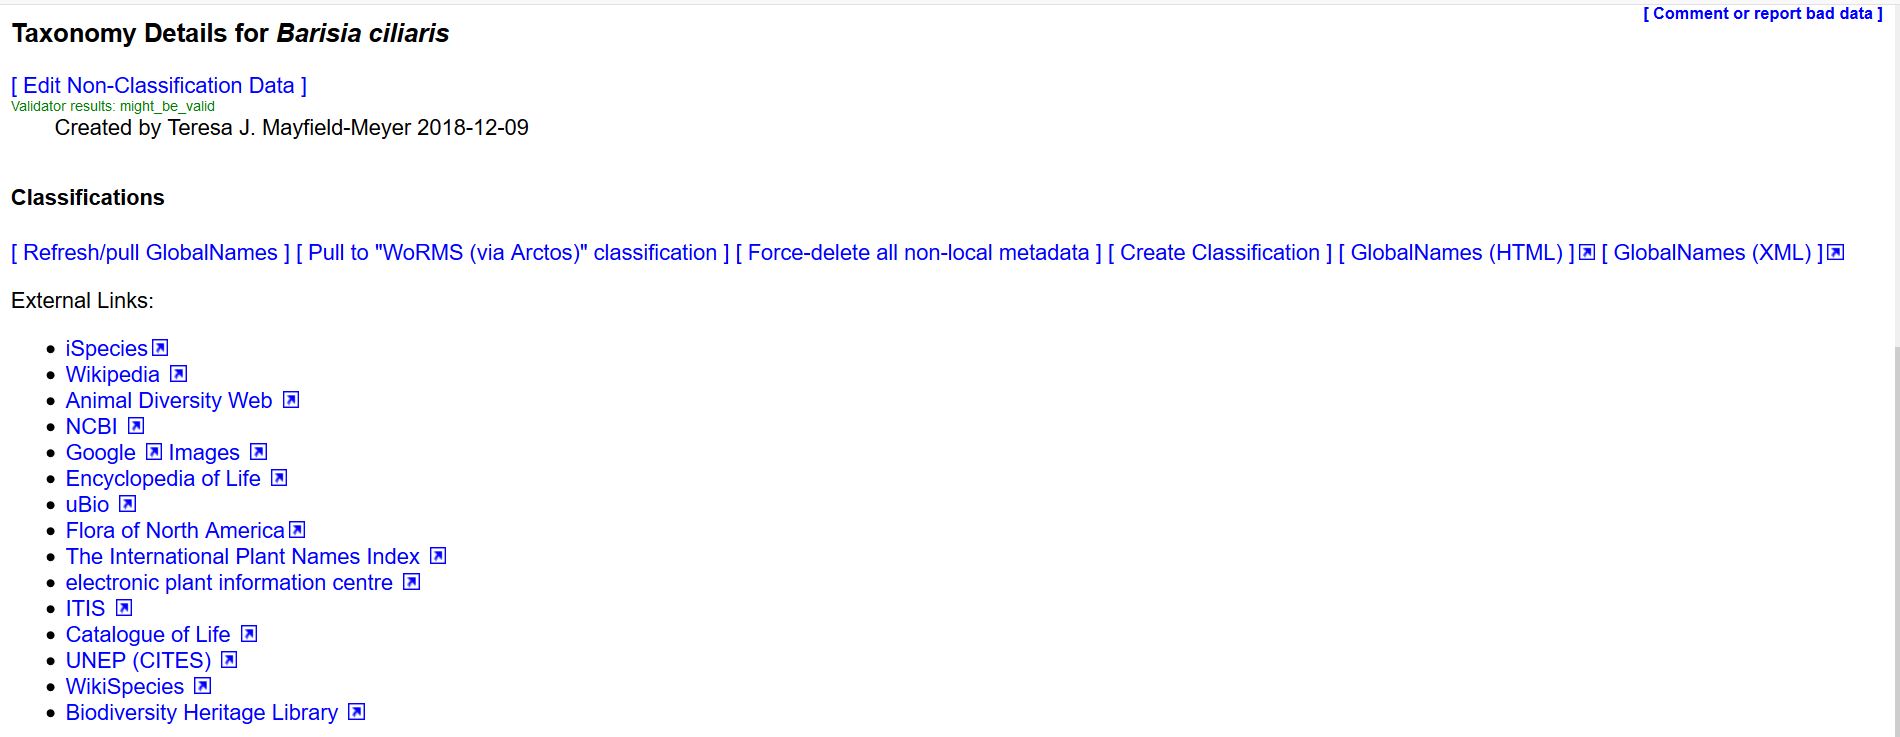 [ Comment or report bad data ]
Taxonomy Details for Barisia ciliaris
[ Edit Non-Classification Data ]
Validator results: might_be_valid
Created by Teresa J. Mayfield-Meyer 2018-12-09
Classifications
[ Refresh/pull GlobalNames ] [ Pull to "WoRMS (via Arctos)" classification ] [ Force-delete all non-local metadata ] [ Create Classification ] [ GlobalNames (HTML) ] [ GlobalNames (XML) ]
External Links:
iSpecies
Wikipedia
Animal Diversity Web
NCBI
Google Images
Encyclopedia of Life
uBio
Flora of North America
The International Plant Names Index
electronic plant information centre
ITIS
Catalogue of Life
UNEP (CITES)
WikiSpecies
Biodiversity Heritage Library